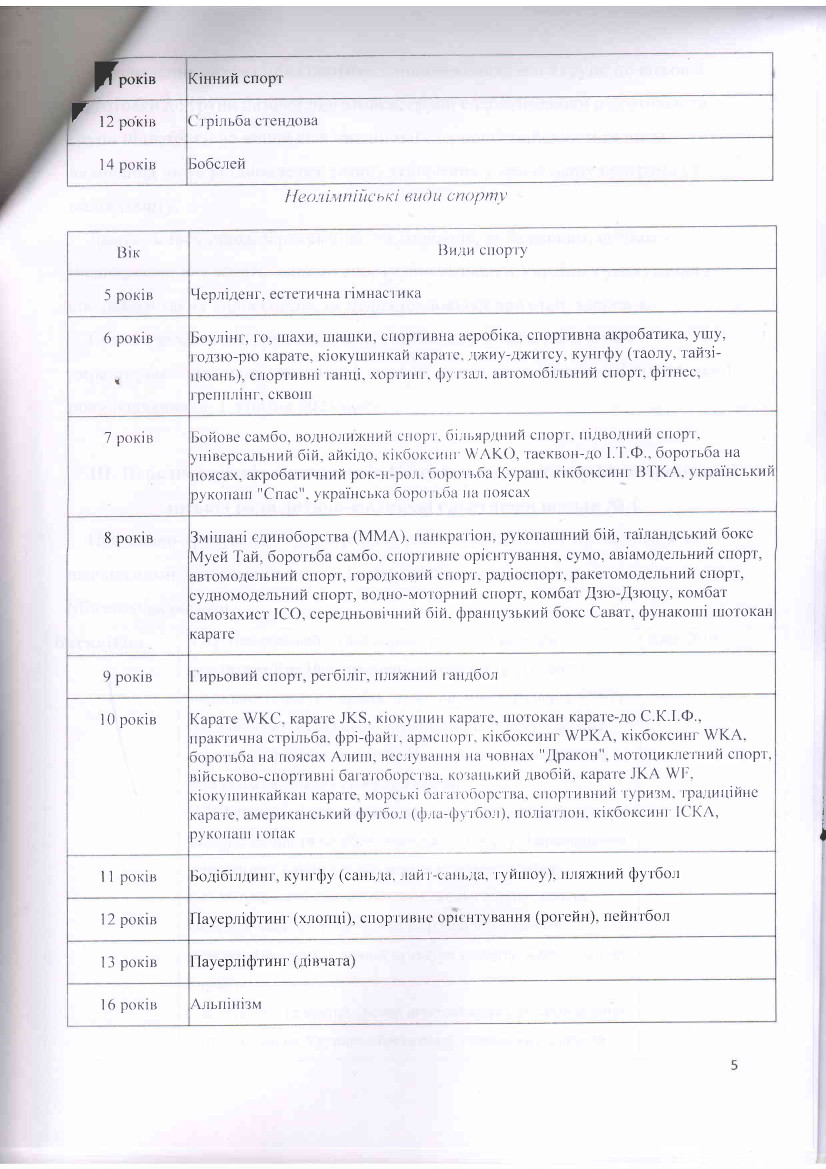 11 років Кінний спорт
12 років Стрільба стендова
14 років Бобслей
Неолімпійські види спорту
Вік Види спорту
5 років Черліденг, естетична гімнастика
6 років Боулінг, го, шахи, шашки, спортивна аеробіка, спортивна акробатика, ушу,
годзю-рю карате, кіокушинкай карате, джиу-джитсу, кунгфу (таолу, тайзі-
цюань), спортивні танці, хортинг, футзал, автомобільний спорт, фітнес,
грепплінг, сквош
7 років Бойове самбо, воднолижний спорт, більярдний спорт, підводний спорт,
універсальний бій, айкідо, кікбоксинг WAKO, таеквон-до І.Т.Ф., боротьба на
поясах, акробатичний рок-н-рол, боротьба Кураш, кікбоксинг ВТКА, український
рукопаш "Спас", українська боротьба на поясах
8 років Змішані єдиноборства (ММА), панкратіон, рукопашний бій, таїландський бокс
Муей Тай, боротьба самбо, спортивне орієнтування, сумо, авіамодельний спорт,
автомодельний спорт, городковий спорт, радіоспорт, ракетомодельний спорт,
судномодельний спорт, водно-моторний спорт, комбат Дзю-Дзюцу, комбат
самозахист ІСО, середньовічний бій, французький бокс Сават, фунакоші шотокан
карате
9 років Гирьовий спорт, регбіліг, пляжний гандбол
10 років Карате WKC, карате JKS, кіокушин карате, шотокан карате-до С.К.І.Ф.,
практична стрільба, фрі-файт, армспорт, кікбоксинг WPKA, кікбоксинг WKA,
боротьба на поясах Алиш, веслування на човнах "Дракон", мотоциклетний спорт,
військово-спортивні багатоборства, козацький двобій, карате JKA WF,
кіокушинкайкан карате, морські багатоборства, спортивний туризм, традиційне
карате, американський футбол (фла-футбол), поліатлон, кікбоксинг ІСКА,
рукопаш гопак
11 років Бодібілдинг, кунгфу (саньда, лайт-саньда, туйшоу), пляжний футбол
12 років Пауерліфтинг (хлопці), спортивне орієнтування (рогейн), пейнтбол
13 років Пауерліфтинг (дівчата)
16 років Альпінізм
5